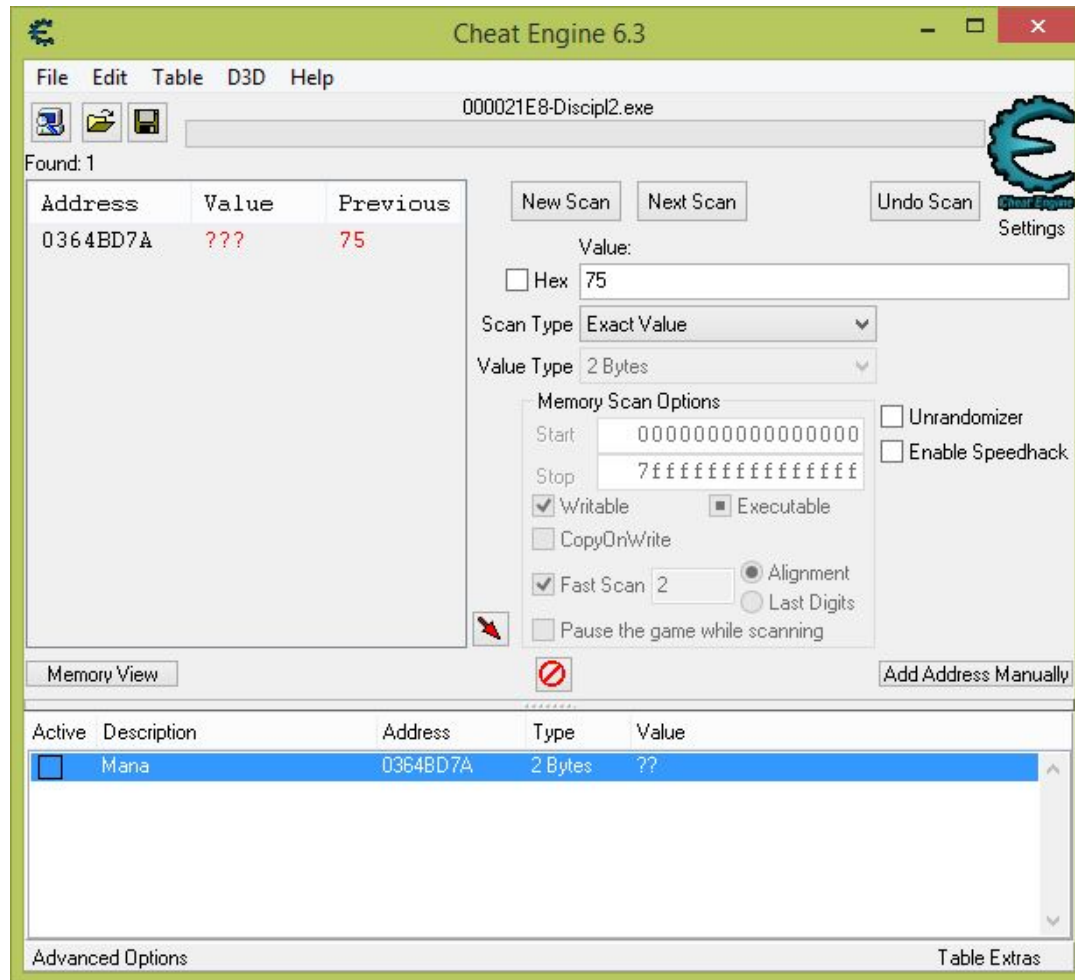 Cheat Engine 6.3
File Edit Table D3D Help
000021E8-Discipl2.exe
Found: 1
Address Value Previous
0364BD7A ??? 75
New Scan Next Scan Undo Scan
Cheat Engine
Settings
Value:
Hex 75
Scan Type Exact Value
Value Type 2 Bytes
Memory Scan Options
Start 0000000000000000
Stop 7fffffffffffffff
Writable Executable
CopyOnWrite
Fast Scan 2 Alignment
Last Digits
Pause the game while scanning
Unrandomizer
Enable Speedhack
Memory View Add Address Manually
Active Description Address Type Value
Mana 0364BD7A 2 Bytes ??
Advanced Options Table Extras